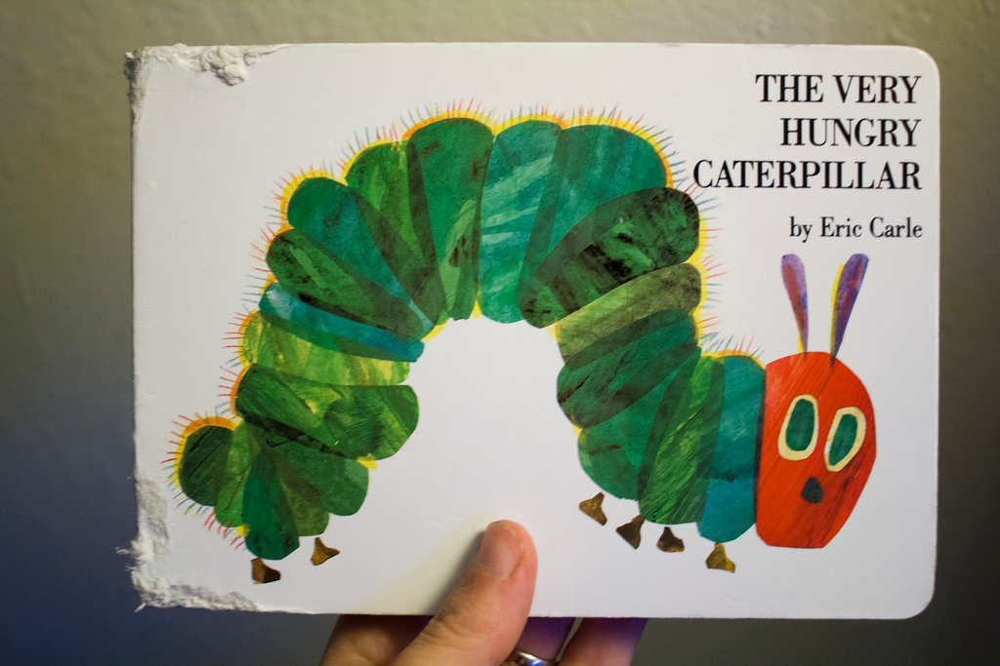 THE VERY
HUNGRY
CATERPILLAR
by Eric Carle